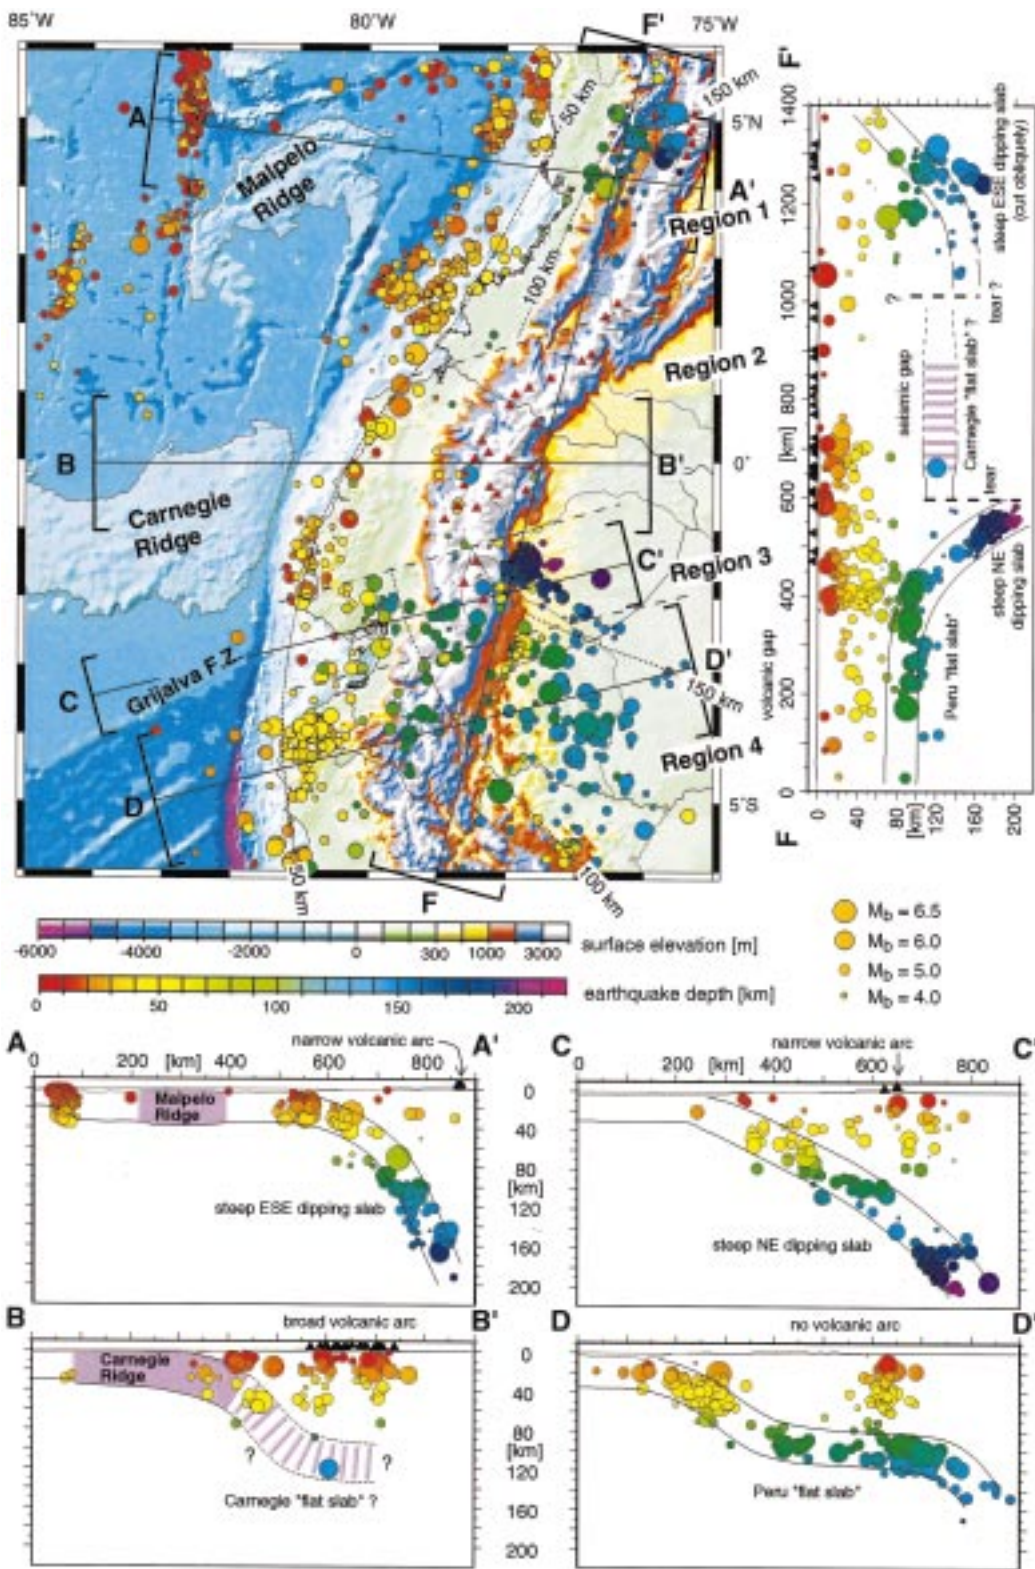 85°W
80°W
75°W
F'
A
5°N
50 km
150 km
Malpelo
Ridge
A'
Region 1
100 km
Region 2
B
B'
0°
Carnegie
Ridge
C'
Region 3
C
Grijalva F.Z.
D'
150 km
D
Region 4
5°S
50 km
F
100 km
F'
1400
1200
1000
800
[km]
600
400
200
0
F
volcanic gap
0
40
80
[km]
120
160
200
steep ESE dipping slab
(cut obliquely)
tear ?
?
seismic gap
Carnegie "flat slab" ?
tear
steep NE
dipping slab
Peru "flat slab"
-6000
-4000
-2000
0
300
1000
3000
surface elevation [m]
0
50
100
150
200
earthquake depth [km]
Mb = 6.5
Mb = 6.0
Mb = 5.0
Mb = 4.0
A
0
200
[km]
400
600
800
A'
narrow volcanic arc
Malpelo
Ridge
steep ESE dipping slab
0
40
80
[km]
120
160
200
C
200
[km]
400
600
800
C'
narrow volcanic arc
steep NE dipping slab
B
broad volcanic arc
B'
Carnegie
Ridge
?
?
Carnegie "flat slab" ?
0
40
80
[km]
120
160
200
D
no volcanic arc
D'
Peru "flat slab"